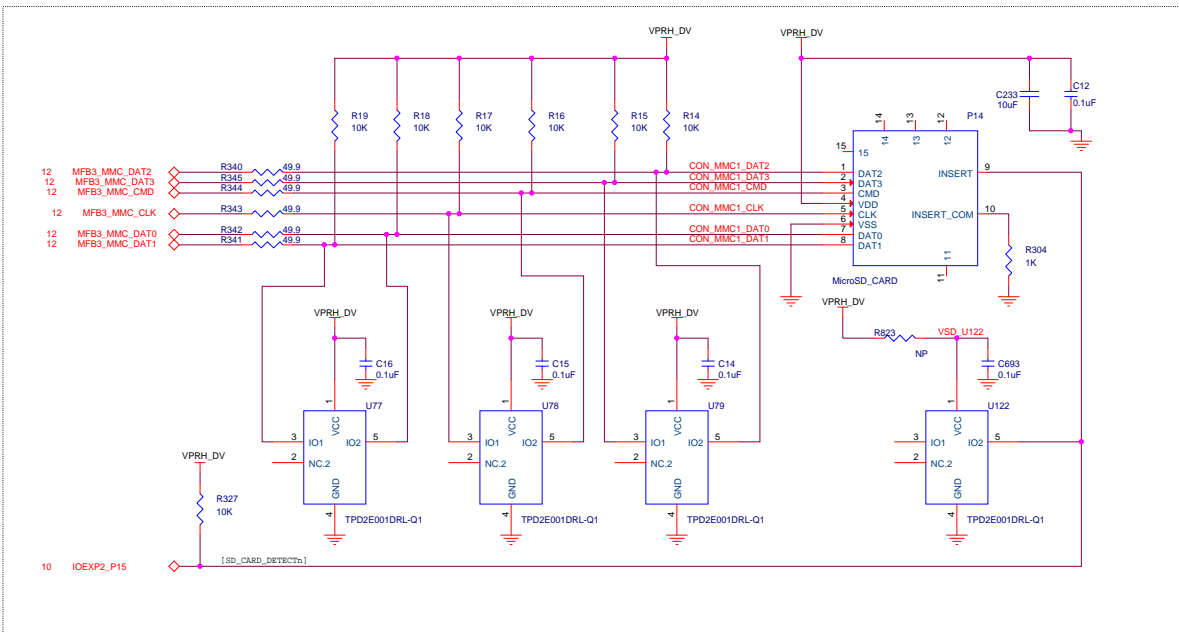 VPRH_DV
VPRH_DV
R19
10K
R18
10K
R17
10K
R16
10K
R15
10K
R14
10K
C233
10uF
C12
0.1uF
P14
14
13
12
14
13
12
15
15
12 MFB3_MMC_DAT2
R340 49.9
CON_MMC1_DAT2
1 DAT2
12 MFB3_MMC_DAT3
R345 49.9
CON_MMC1_DAT3
2 DAT3
12 MFB3_MMC_CMD
R344 49.9
CON_MMC1_CMD
3 CMD
4 VDD
12 MFB3_MMC_CLK
R343 49.9
CON_MMC1_CLK
5 CLK
6 VSS
12 MFB3_MMC_DAT0
R342 49.9
CON_MMC1_DAT0
7 DAT0
12 MFB3_MMC_DAT1
R341 49.9
CON_MMC1_DAT1
8 DAT1
INSERT 9
INSERT_COM 10
11
11
R304
1K
MicroSD_CARD
VPRH_DV
VPRH_DV
VPRH_DV
VPRH_DV
R823
NP
VSD_U122
C16
0.1uF
C15
0.1uF
C14
0.1uF
C693
0.1uF
U77
1
VCC
3 IO1
IO2 5
2 NC.2
GND
4
TPD2E001DRL-Q1
U78
1
VCC
3 IO1
IO2 5
2 NC.2
GND
4
TPD2E001DRL-Q1
U79
1
VCC
3 IO1
IO2 5
2 NC.2
GND
4
TPD2E001DRL-Q1
U122
1
VCC
3 IO1
IO2 5
2 NC.2
GND
4
TPD2E001DRL-Q1
VPRH_DV
R327
10K
10 IOEXP2_P15
[SD_CARD_DETECTn]